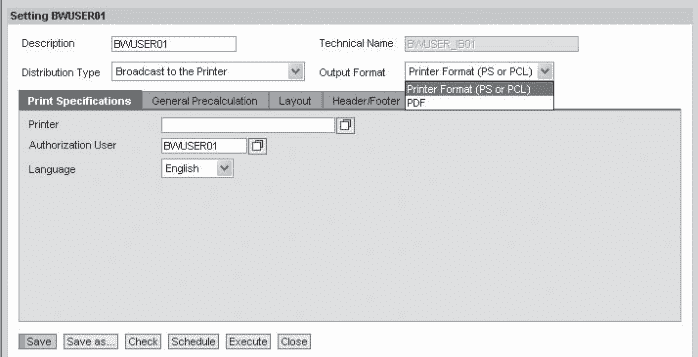 Setting BWUSER01
Description BWUSER01 Technical Name BWUSER_IB01
Distribution Type Broadcast to the Printer Output Format Printer Format (PS or PCL)
Printer Format (PS or PCL)
PDF
Print Specifications General Precalculation Layout Header/Footer
Printer
Authorization User BWUSER01
Language English
Save Save as... Check Schedule Execute Close